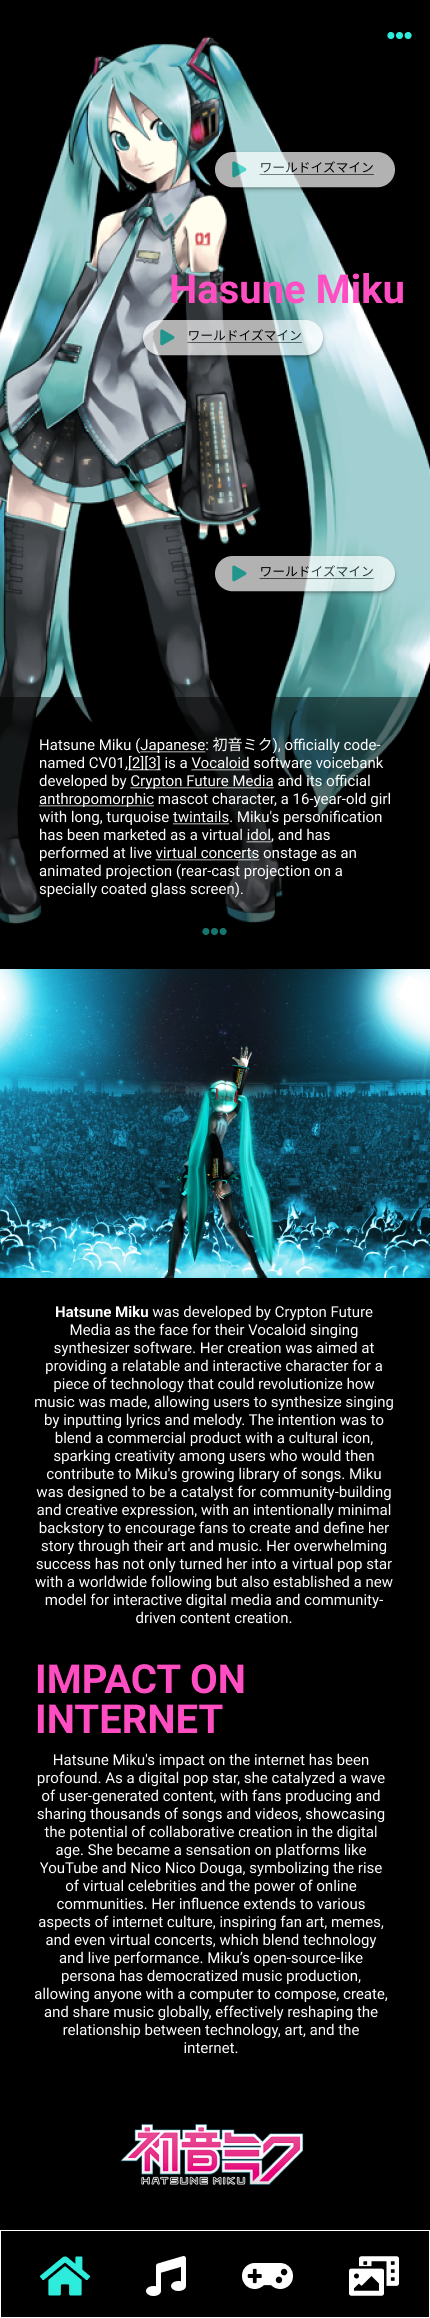 ワールドイズマイン
01
Hasune Miku
ワールドイズマイン
ワールドイズマイン
Hatsune Miku (Japanese: 初音ミク), officially code-
named CV01,[2][3] is a Vocaloid software voicebank
developed by Crypton Future Media and its official
anthropomorphic mascot character, a 16-year-old girl
with long, turquoise twintails. Miku's personification
has been marketed as a virtual idol, and has
performed at live virtual concerts onstage as an
animated projection (rear-cast projection on a
specially coated glass screen).
Hatsune Miku was developed by Crypton Future
Media as the face for their Vocaloid singing
synthesizer software. Her creation was aimed at
providing a relatable and interactive character for a
piece of technology that could revolutionize how
music was made, allowing users to synthesize singing
by inputting lyrics and melody. The intention was to
blend a commercial product with a cultural icon,
sparking creativity among users who would then
contribute to Miku's growing library of songs. Miku
was designed to be a catalyst for community-building
and creative expression, with an intentionally minimal
backstory to encourage fans to create and define her
story through their art and music. Her overwhelming
success has not only turned her into a virtual pop star
with a worldwide following but also established a new
model for interactive digital media and community-
driven content creation.
IMPACT ON
INTERNET
Hatsune Miku's impact on the internet has been
profound. As a digital pop star, she catalyzed a wave
of user-generated content, with fans producing and
sharing thousands of songs and videos, showcasing
the potential of collaborative creation in the digital
age. She became a sensation on platforms like
YouTube and Nico Nico Douga, symbolizing the rise
of virtual celebrities and the power of online
communities. Her influence extends to various
aspects of internet culture, inspiring fan art, memes,
and even virtual concerts, which blend technology
and live performance. Miku's open-source-like
persona has democratized music production,
allowing anyone with a computer to compose, create,
and share music globally, effectively reshaping the
relationship between technology, art, and the
internet.
初音ミク
HATSUNE MIKU